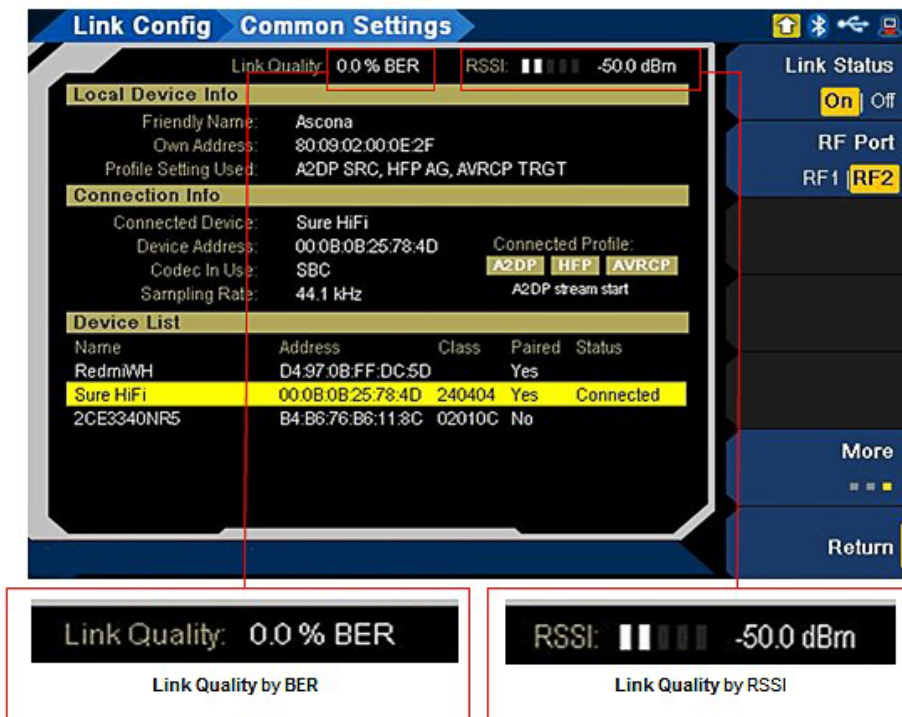 Link Config Common Settings
Link Quality: 0.0 % BER RSSI: -50.0 dBm
Local Device Info
Friendly Name: Ascona
Own Address: 80:09:02:00:0E:2F
Profile Setting Used: A2DP SRC, HFP AG, AVRCP TRGT
Connection Info
Connected Device: Sure HiFi
Device Address: 00:0B:0B:25:78:4D
Codec In Use: SBC
Sampling Rate: 44.1 kHz
Connected Profile:
A2DP HFP AVRCP
A2DP stream start
Device List
Name Address Class Paired Status
RedmiWH D4:97:0B:FF:DC:5D Yes
Sure HiFi 00:0B:0B:25:78:4D 240404 Yes Connected
2CE3340NR5 B4:B6:76:B6:11:8C 02010C No
Link Status
On | Off
RF Port
RF1 | RF2
More
Return
Link Quality: 0.0 % BER
Link Quality by BER
RSSI: -50.0 dBm
Link Quality by RSSI